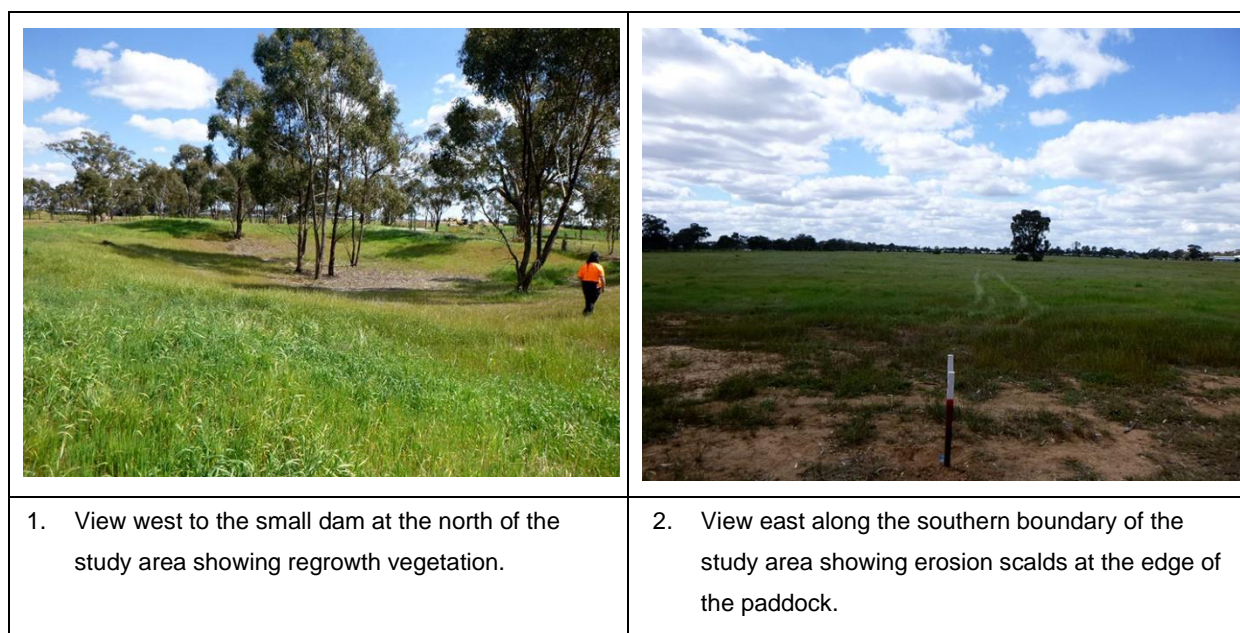 1. View west to the small dam at the north of the
study area showing regrowth vegetation.
2. View east along the southern boundary of the
study area showing erosion scalds at the edge of
the paddock.